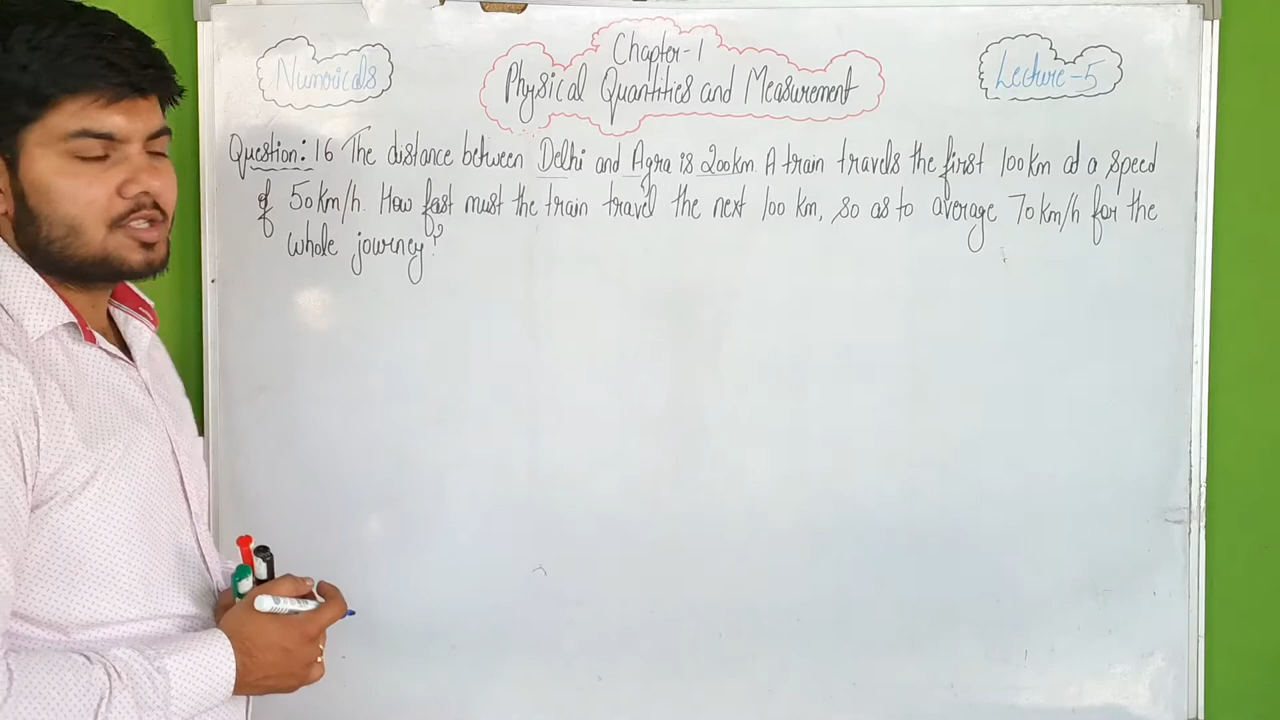 Numericals
Chapter-1
Physical Quantities and Measurement
Lecture-5
Question: 16 The distance between Delhi and Agra is 200km. A train travels the first 100km at a speed
of 50km/h. How fast must the train travel the next 100 km, so as to average 70km/h for the
whole journey?